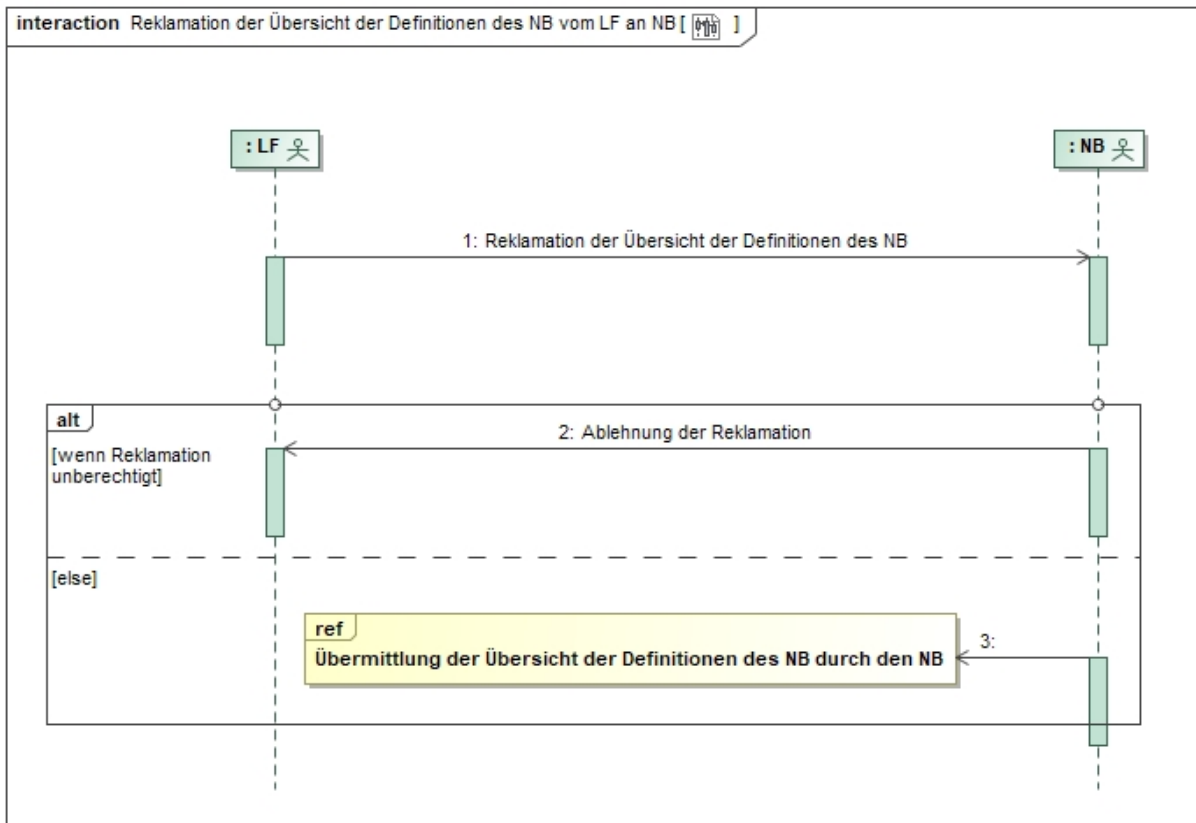 interaction Reklamation der Übersicht der Definitionen des NB vom LF an NB [ ]
: LF
: NB
1: Reklamation der Übersicht der Definitionen des NB
alt
2: Ablehnung der Reklamation
[wenn Reklamation
unberechtigt]
[else]
ref
3:
Übermittlung der Übersicht der Definitionen des NB durch den NB